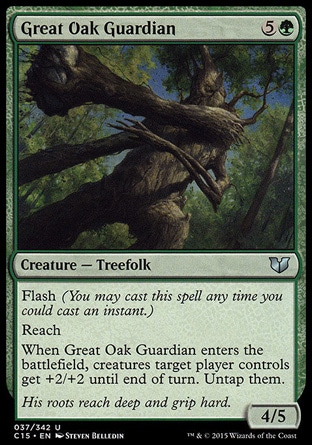 Great Oak Guardian 5
Creature — Treefolk
Flash (You may cast this spell any time you
could cast an instant.)
Reach
When Great Oak Guardian enters the
battlefield, creatures target player controls
get +2/+2 until end of turn. Untap them.
His roots reach deep and grip hard.
4/5
037/342 U
C15 • EN Steven Belledin
™ & © 2015 Wizards of the Coast